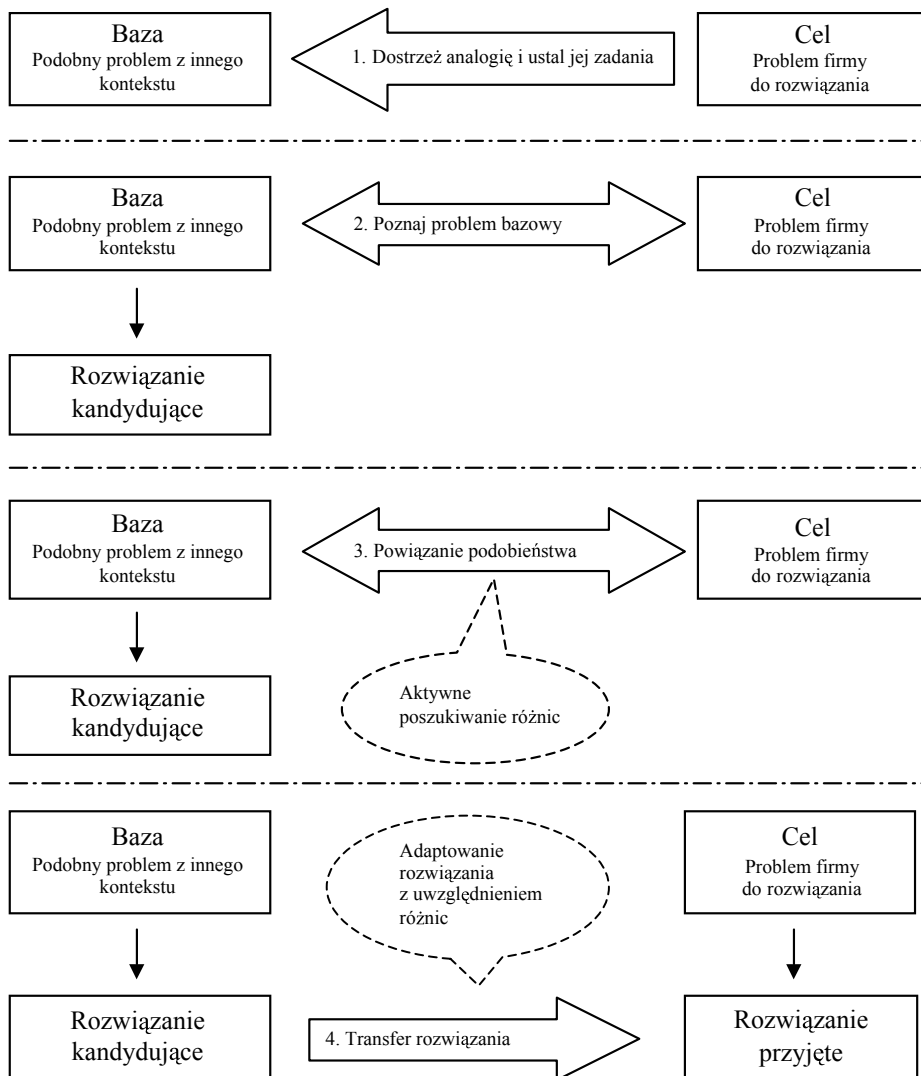 Baza
Podobny problem z innego
kontekstu
1. Dostrzeż analogię i ustal jej zadania
Cel
Problem firmy
do rozwiązania
Baza
Podobny problem z innego
kontekstu
2. Poznaj problem bazowy
Cel
Problem firmy
do rozwiązania
Rozwiązanie
kandydujące
Baza
Podobny problem z innego
kontekstu
3. Powiązanie podobieństwa
Cel
Problem firmy
do rozwiązania
Rozwiązanie
kandydujące
Aktywne
poszukiwanie różnic
Baza
Podobny problem z innego
kontekstu
Adaptowanie
rozwiązania
z uwzględnieniem
różnic
Cel
Problem firmy
do rozwiązania
Rozwiązanie
kandydujące
4. Transfer rozwiązania
Rozwiązanie
przyjęte